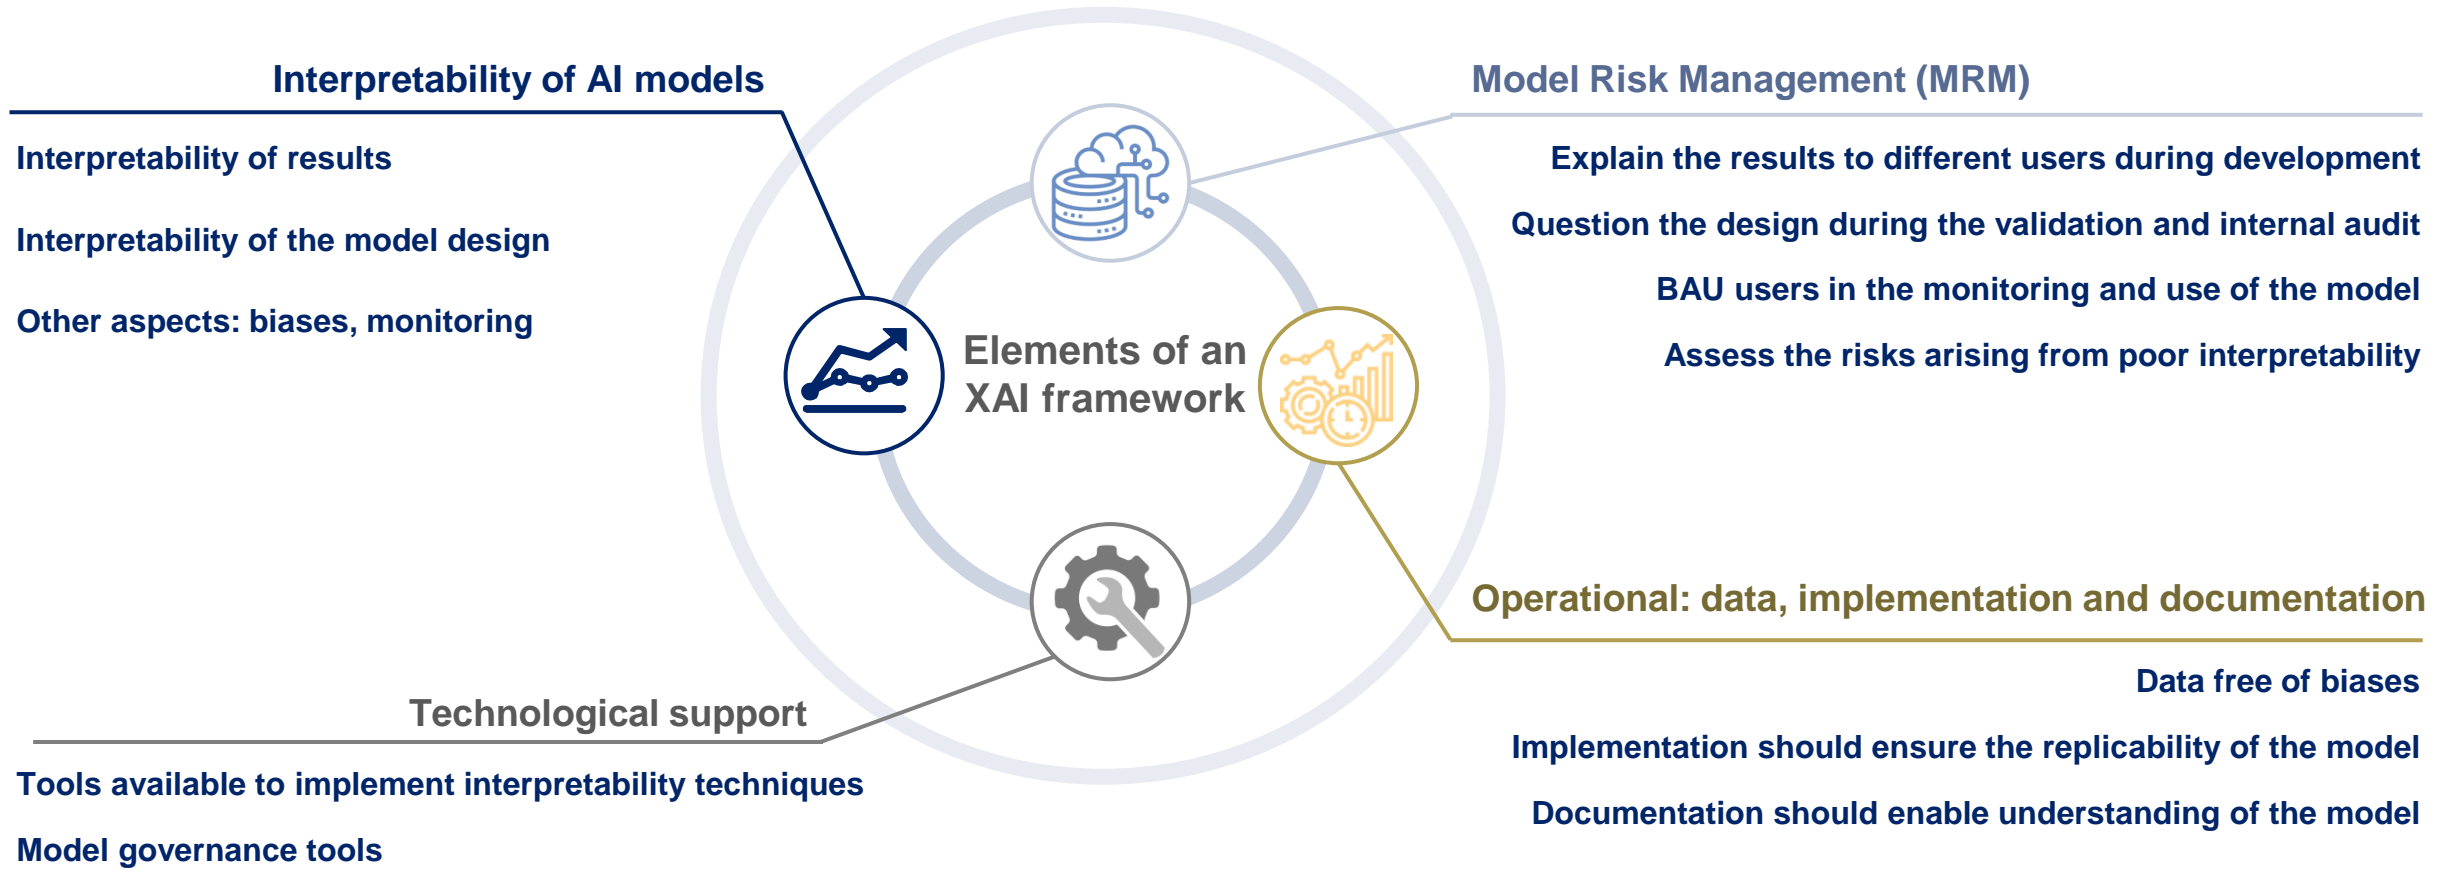 Interpretability of AI models
Interpretability of results
Interpretability of the model design
Other aspects: biases, monitoring
Model Risk Management (MRM)
Explain the results to different users during development
Question the design during the validation and internal audit
BAU users in the monitoring and use of the model
Assess the risks arising from poor interpretability
Elements of an
XAI framework
Technological support
Tools available to implement interpretability techniques
Model governance tools
Operational: data, implementation and documentation
Data free of biases
Implementation should ensure the replicability of the model
Documentation should enable understanding of the model